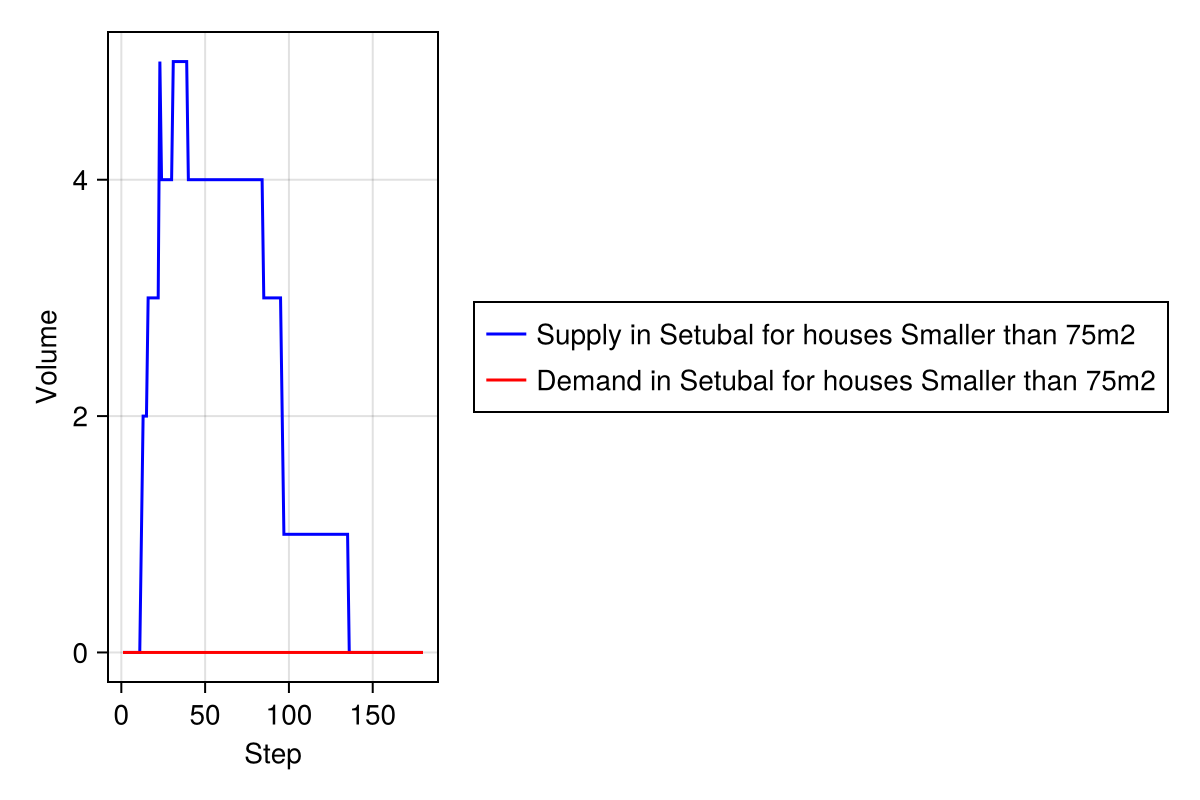 Volume
4
2
0
0 50 100 150
Step
Supply in Setubal for houses Smaller than 75m2
Demand in Setubal for houses Smaller than 75m2